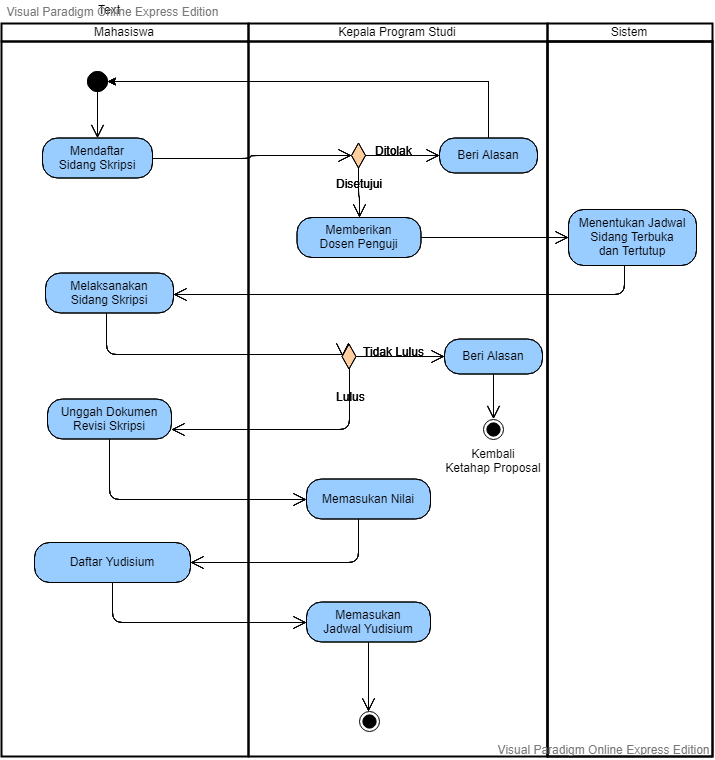 Visual Paradigm Online Express Edition
Text
Mahasiswa
Kepala Program Studi
Sistem
Mendaftar
Sidang Skripsi
Ditolak
Beri Alasan
Disetujui
Memberikan
Dosen Penguji
Menentukan Jadwal
Sidang Terbuka
dan Tertutup
Melaksanakan
Sidang Skripsi
Tidak Lulus
Beri Alasan
Lulus
Unggah Dokumen
Revisi Skripsi
Kembali
Ketahap Proposal
Memasukan Nilai
Daftar Yudisium
Memasukan
Jadwal Yudisium
Visual Paradigm Online Express Edition